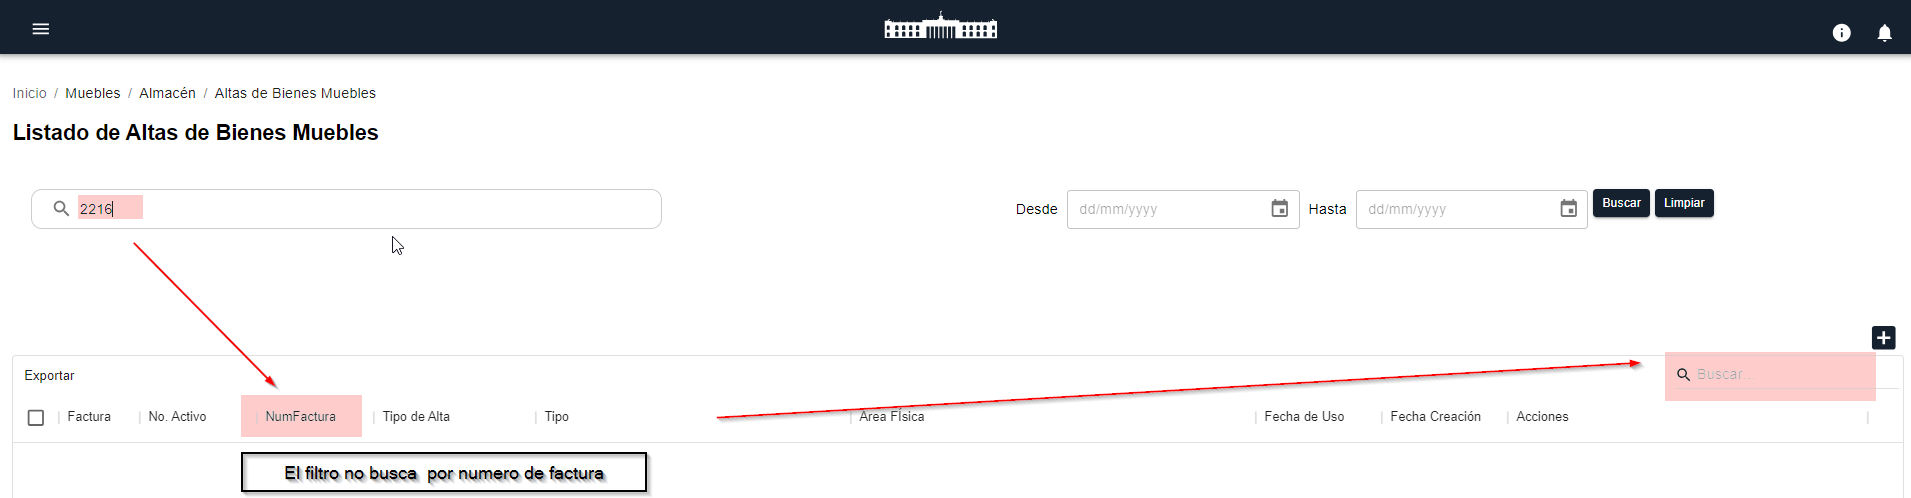 Inicio / Muebles / Almacén / Altas de Bienes Muebles
Listado de Altas de Bienes Muebles
2216
Desde dd/mm/yyyy Hasta dd/mm/yyyy Buscar Limpiar
Exportar
Buscar...
Factura No. Activo NumFactura Tipo de Alta Tipo Area FÍsica Fecha de Uso Fecha Creación Acciones
El filtro no busca por numero de factura